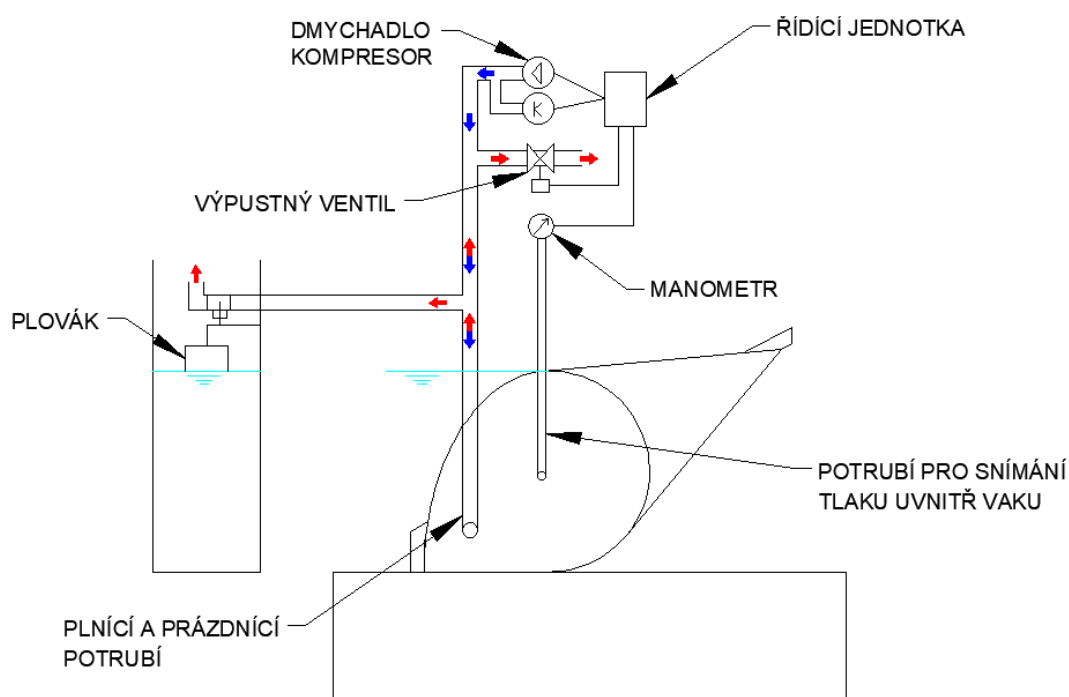 DMYCHADLO
KOMPRESOR
ŘÍDÍCÍ JEDNOTKA
K
VÝPUSTNÝ VENTIL
MANOMETR
PLOVÁK
POTRUBÍ PRO SNÍMÁNÍ
TLAKU UVNITŘ VAKU
PLNÍCÍ A PRÁZDNÍCÍ
POTRUBÍ